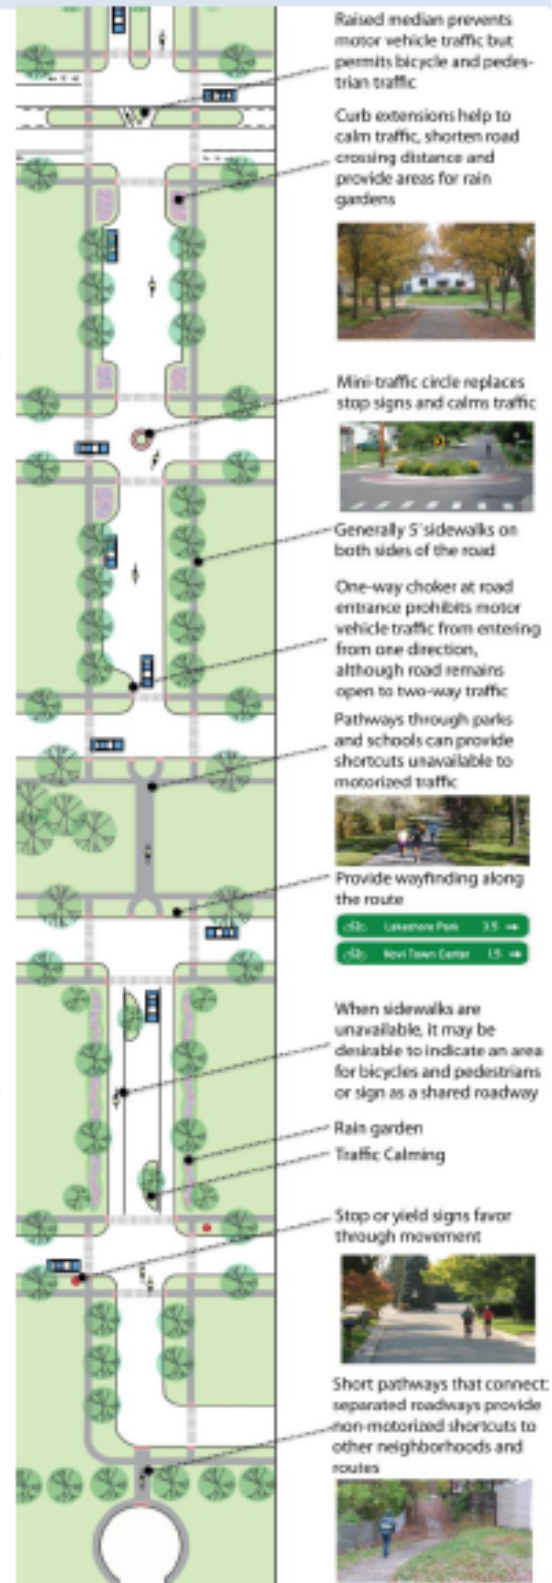 Raised median prevents
motor vehicle traffic but
permits bicycle and pedes-
trian traffic
Curb extensions help to
calm traffic, shorten road
crossing distance and
provide areas for rain
gardens
Mini-traffic circle replaces
stop signs and calms traffic
Generally 5' sidewalks on
both sides of the road
One-way choker at road
entrance prohibits motor
vehicle traffic from entering
from one direction,
although road remains
open to two-way traffic
Pathways through parks
and schools can provide
shortcuts unavailable to
motorized traffic
Provide wayfinding along
the route
Lakeshore Park 3.5 →
Novi Town Center 1.5 →
When sidewalks are
unavailable, it may be
desirable to indicate an area
for bicycles and pedestrians
or sign as a shared roadway
Rain garden
Traffic Calming
Stop or yield signs favor
through movement
Short pathways that connect
separated roadways provide
non-motorized shortcuts to
other neighborhoods and
routes